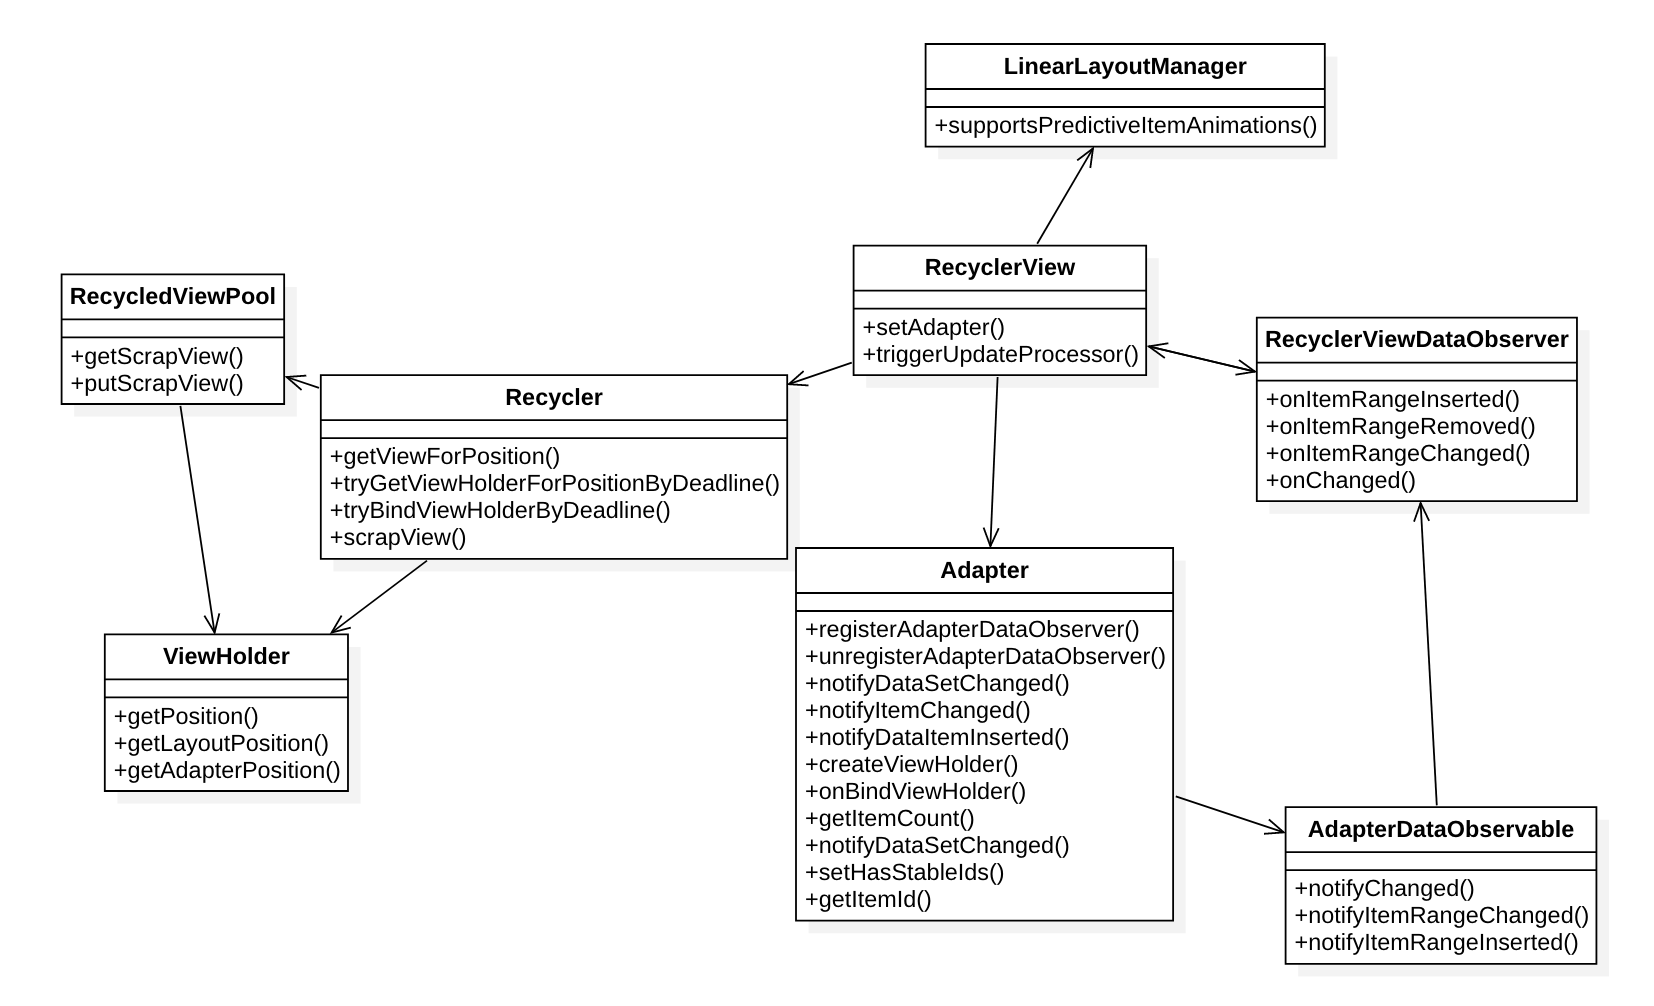 LinearLayoutManager
+supportsPredictiveItemAnimations()
RecyclerView
+setAdapter()
+triggerUpdateProcessor()
RecycledViewPool
+getScrapView()
+putScrapView()
RecyclerViewDataObserver
+onItemRangeInserted()
+onItemRangeRemoved()
+onItemRangeChanged()
+onChanged()
Recycler
+getViewForPosition()
+tryGetViewHolderForPositionByDeadline()
+tryBindViewHolderByDeadline()
+scrapView()
Adapter
+registerAdapterDataObserver()
+unregisterAdapterDataObserver()
+notifyDataSetChanged()
+notifyItemChanged()
+notifyDataItemInserted()
+createViewHolder()
+onBindViewHolder()
+getItemCount()
+notifyDataSetChanged()
+setHasStableIds()
+getItemId()
ViewHolder
+getPosition()
+getLayoutPosition()
+getAdapterPosition()
AdapterDataObservable
+notifyChanged()
+notifyItemRangeChanged()
+notifyItemRangeInserted()